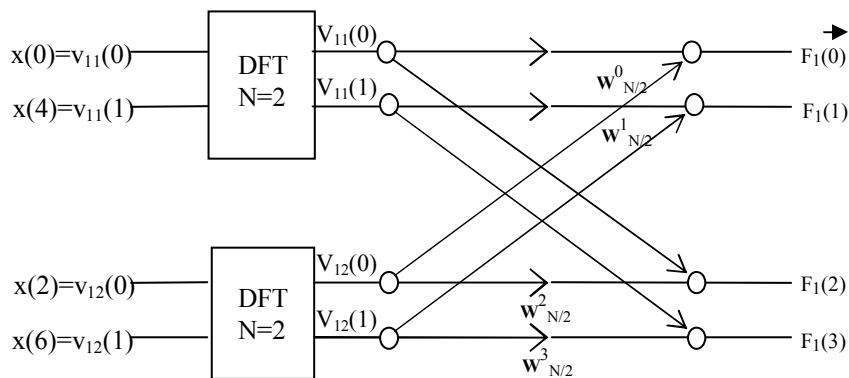 x(0)=v₁₁(0)
x(4)=v₁₁(1)
DFT
N=2
V₁₁(0)
V₁₁(1)
w⁰N/2
w¹N/2
F₁(0)
F₁(1)
x(2)=v₁₂(0)
x(6)=v₁₂(1)
DFT
N=2
V₁₂(0)
V₁₂(1)
w²N/2
w³N/2
F₁(2)
F₁(3)